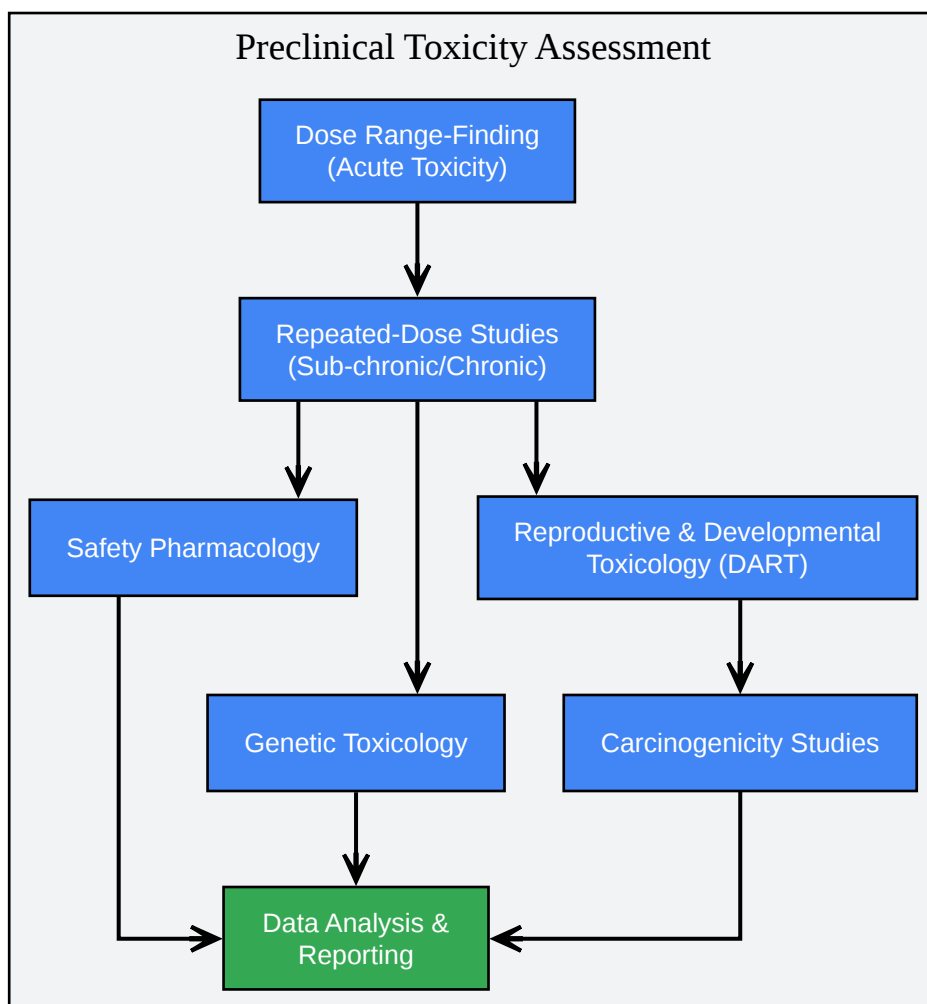 Preclinical Toxicity Assessment
Dose Range-Finding
(Acute Toxicity)
Repeated-Dose Studies
(Sub-chronic/Chronic)
Safety Pharmacology
Reproductive & Developmental
Toxicology (DART)
Genetic Toxicology
Carcinogenicity Studies
Data Analysis &
Reporting